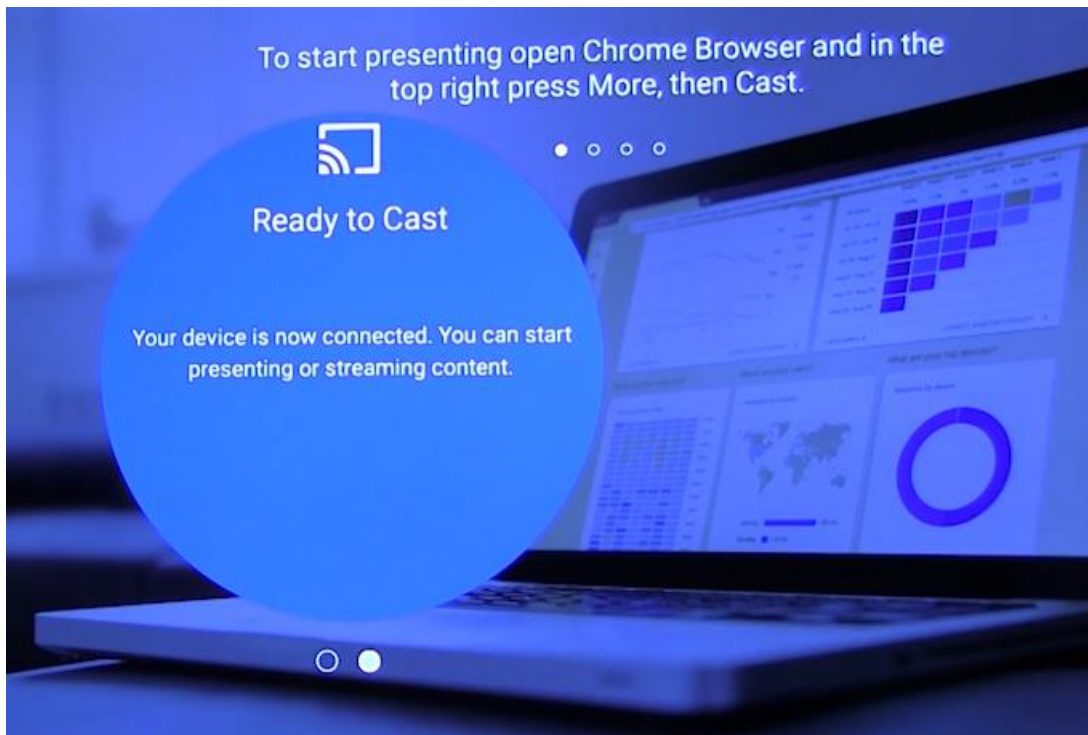 To start presenting open Chrome Browser and in the
top right press More, then Cast.
Ready to Cast
Your device is now connected. You can start
presenting or streaming content.